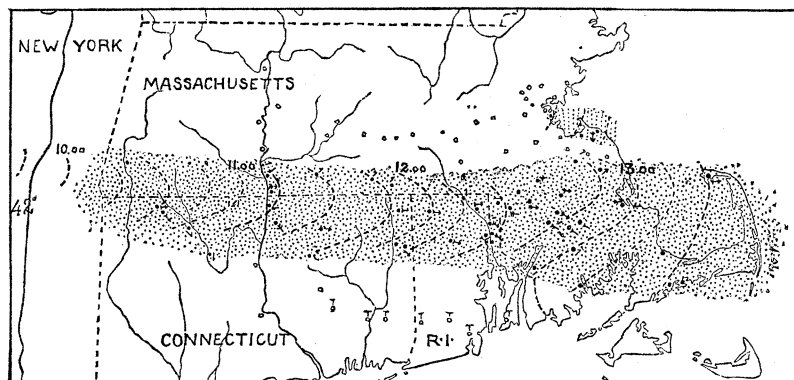 NEW YORK
MASSACHUSETTS
10.00
11.00
12.00
13.00
42°
T
T
T
T
T
T
CONNECTICUT
R.I.